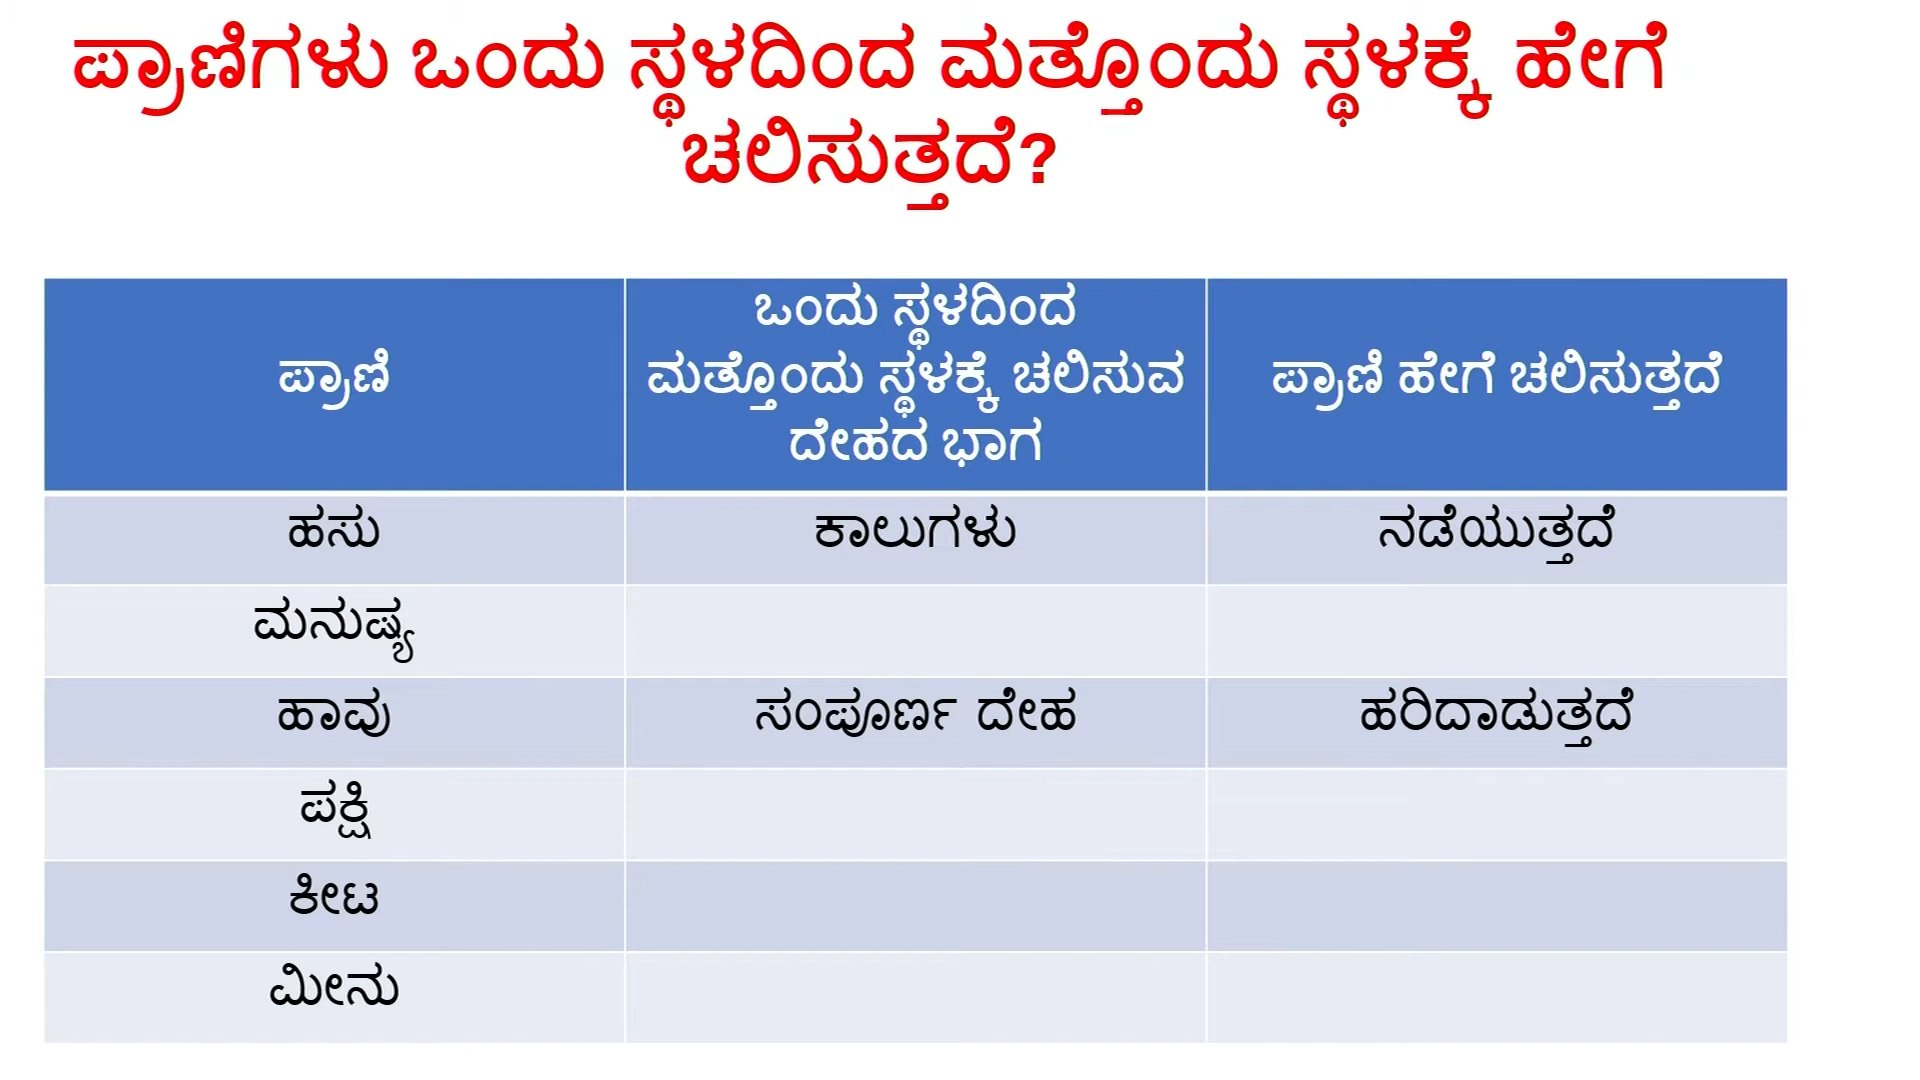 ಪ್ರಾಣಿಗಳು ಒಂದು ಸ್ಥಳದಿಂದ ಮತ್ತೊಂದು ಸ್ಥಳಕ್ಕೆ ಹೇಗೆ
ಚಲಿಸುತ್ತದೆ?
ಪ್ರಾಣಿ
ಒಂದು ಸ್ಥಳದಿಂದ
ಮತ್ತೊಂದು ಸ್ಥಳಕ್ಕೆ ಚಲಿಸುವ
ದೇಹದ ಭಾಗ
ಪ್ರಾಣಿ ಹೇಗೆ ಚಲಿಸುತ್ತದೆ
ಹಸು ಕಾಲುಗಳು ನಡೆಯುತ್ತದೆ
ಮನುಷ್ಯ
ಹಾವು ಸಂಪೂರ್ಣ ದೇಹ ಹರಿದಾಡುತ್ತದೆ
ಪಕ್ಷಿ
ಕೀಟ
ಮೀನು